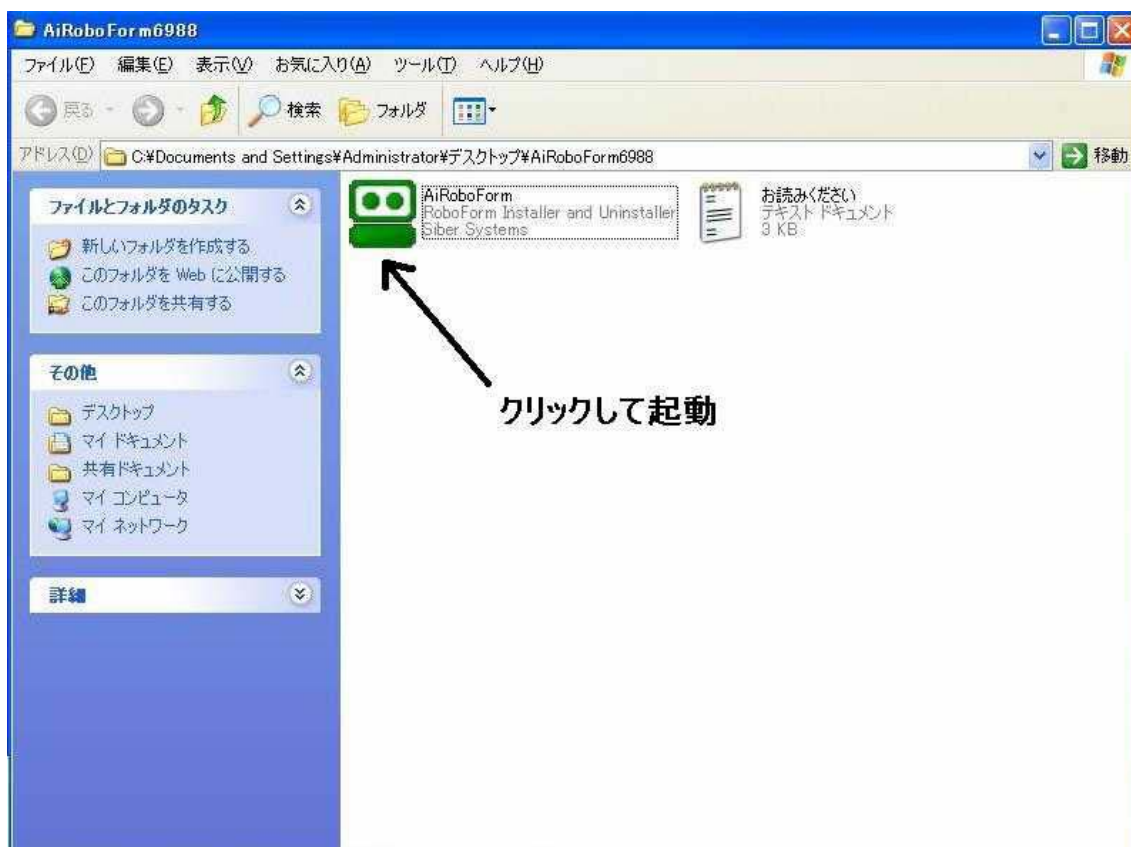 AiRoboForm6988
ファイル(F) 編集(E) 表示(V) お気に入り(A) ツール(T) ヘルプ(H)
戻る 検索 フォルダ
アドレス(D) C:¥Documents and Settings¥Administrator¥デスクトップ¥AiRoboForm6988 移動
ファイルとフォルダのタスク
新しいフォルダを作成する
このフォルダを Web に公開する
このフォルダを共有する
その他
デスクトップ
マイ ドキュメント
共有ドキュメント
マイ コンピュータ
マイ ネットワーク
詳細
AiRoboForm
RoboForm Installer and Uninstaller
Siber Systems
お読みください
テキスト ドキュメント
3 KB
クリックして起動